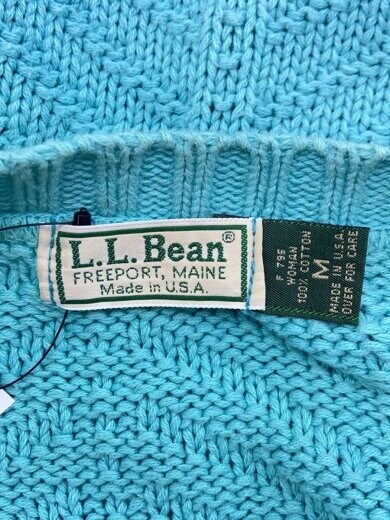 L.L.Bean®
FREEPORT, MAINE
Made in U.S.A.
F 795
WOMAN
100% COTTON
M
MADE IN U.S.A.
OVER FOR CARE